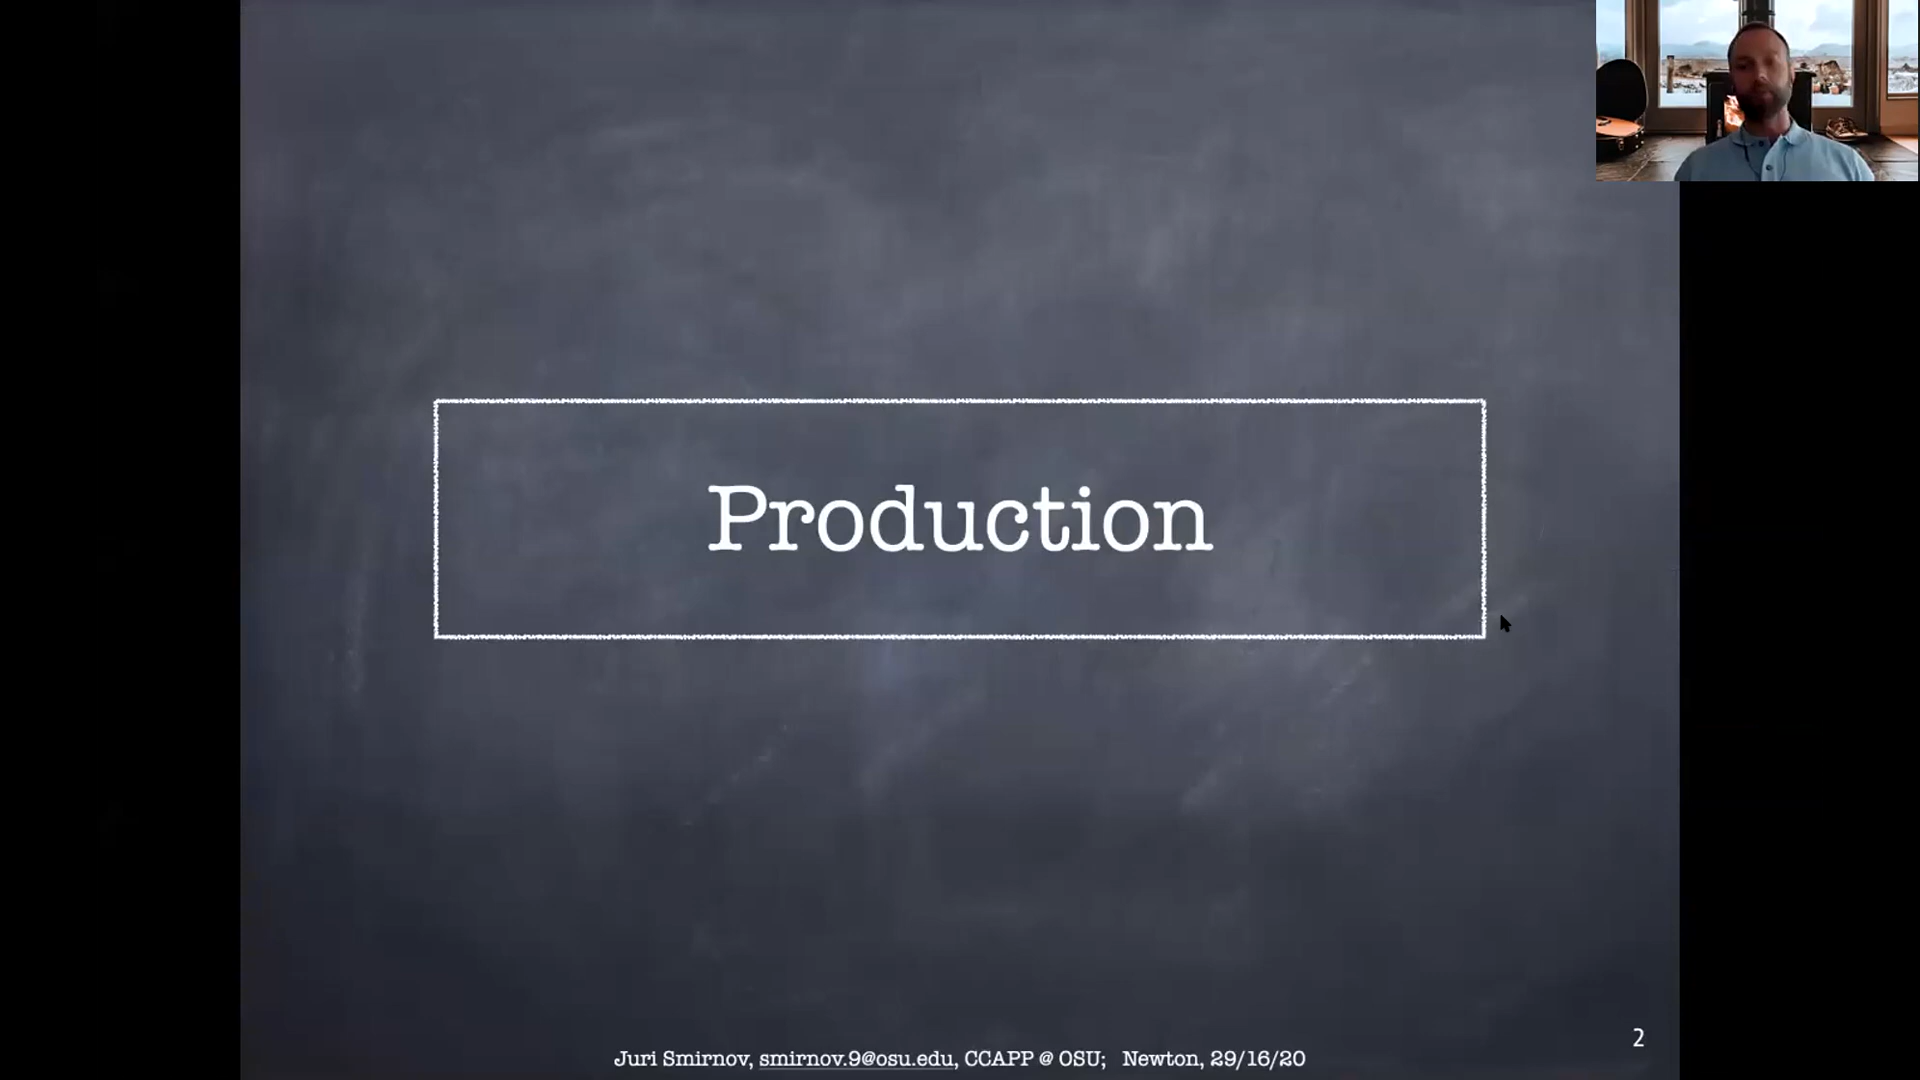 Production
2
Juri Smirnov, smirnov.9@osu.edu, CCAPP @ OSU; Newton, 29/16/20